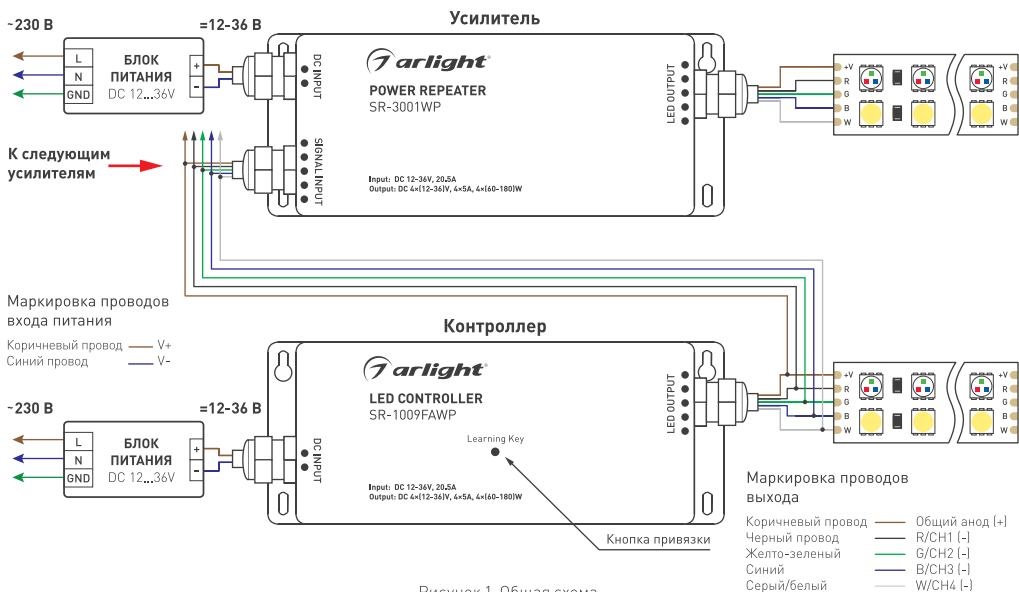 Усилитель
~230 В
=12-36 В
L
N
GND
БЛОК
ПИТАНИЯ
DC 12...36V
+
-
DC INPUT
SIGNAL INPUT
arlight
POWER REPEATER
SR-3001WP
Input: DC 12-36V, 20.5A
Output: DC 4×(12-36)V, 4×5A, 4×(60-180)W
LED OUTPUT
+V
R
G
B
W
+V
R
G
B
W
К следующим
усилителям
Маркировка проводов
входа питания
Коричневый провод V+
Синий провод V-
Контроллер
~230 В
=12-36 В
L
N
GND
БЛОК
ПИТАНИЯ
DC 12...36V
+
-
DC INPUT
arlight
LED CONTROLLER
SR-1009FAWP
Learning Key
Input: DC 12-36V, 20.5A
Output: DC 4×(12-36)V, 4×5A, 4×(60-180)W
LED OUTPUT
+V
R
G
B
W
+V
R
G
B
W
Кнопка привязки
Маркировка проводов
выхода
Коричневый провод Общий анод (+)
Черный провод R/CH1 (-)
Желто-зеленый G/CH2 (-)
Синий B/CH3 (-)
Серый/белый W/CH4 (-)
Рисунок 1. Общая схема